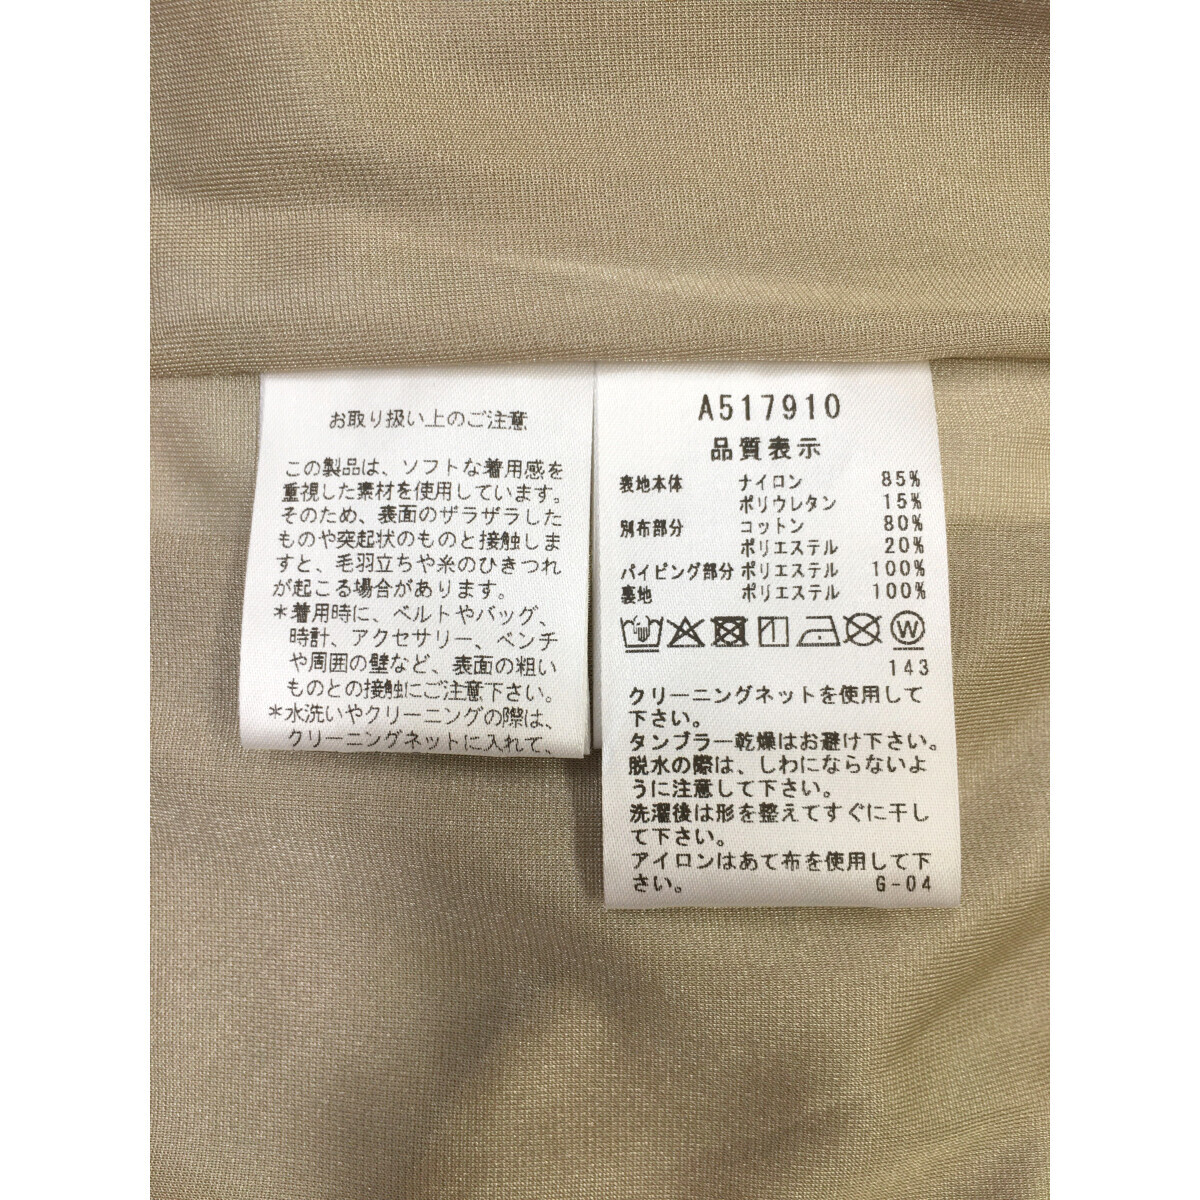 お取り扱い上のご注意
この製品は、ソフトな着用感を
重視した素材を使用しています。
そのため、表面のザラザラした
ものや突起状のものと接触しま
すと、毛羽立ちや糸のひきつれ
が起こる場合があります。
*着用時に、ベルトやバッグ、
時計、アクセサリー、ベンチ
や周囲の壁など、表面の粗い
ものとの接触にご注意下さい。
*水洗いやクリーニングの際は、
クリーニングネットに入れて、
A517910
品質表示
表地本体 ナイロン 85%
ポリウレタン 15%
別布部分 コットン 80%
ポリエステル 20%
パイピング部分 ポリエステル 100%
裏地 ポリエステル 100%
W
143
クリーニングネットを使用して
下さい。
タンブラー乾燥はお避け下さい。
脱水の際は、しわにならないよ
うに注意して下さい。
洗濯後は形を整えてすぐに干し
て下さい。
アイロンはあて布を使用して下
さい。 G-04